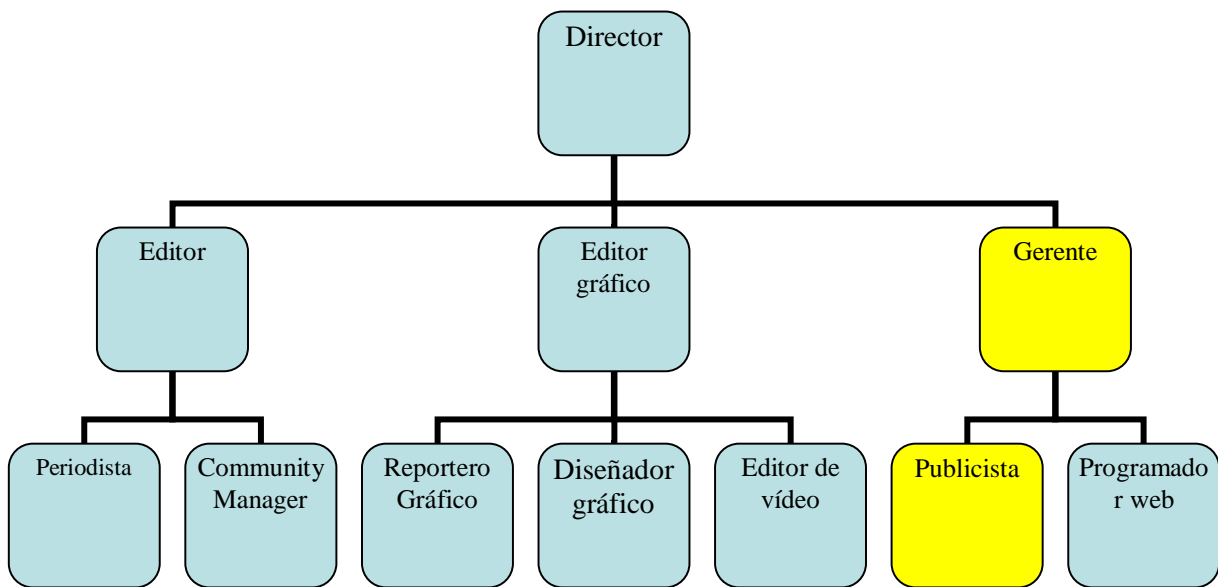 Director
Editor
Editor
gráfico
Gerente
Periodista
Community
Manager
Reportero
Gráfico
Diseñador
gráfico
Editor de
vídeo
Publicista
Programado
r web